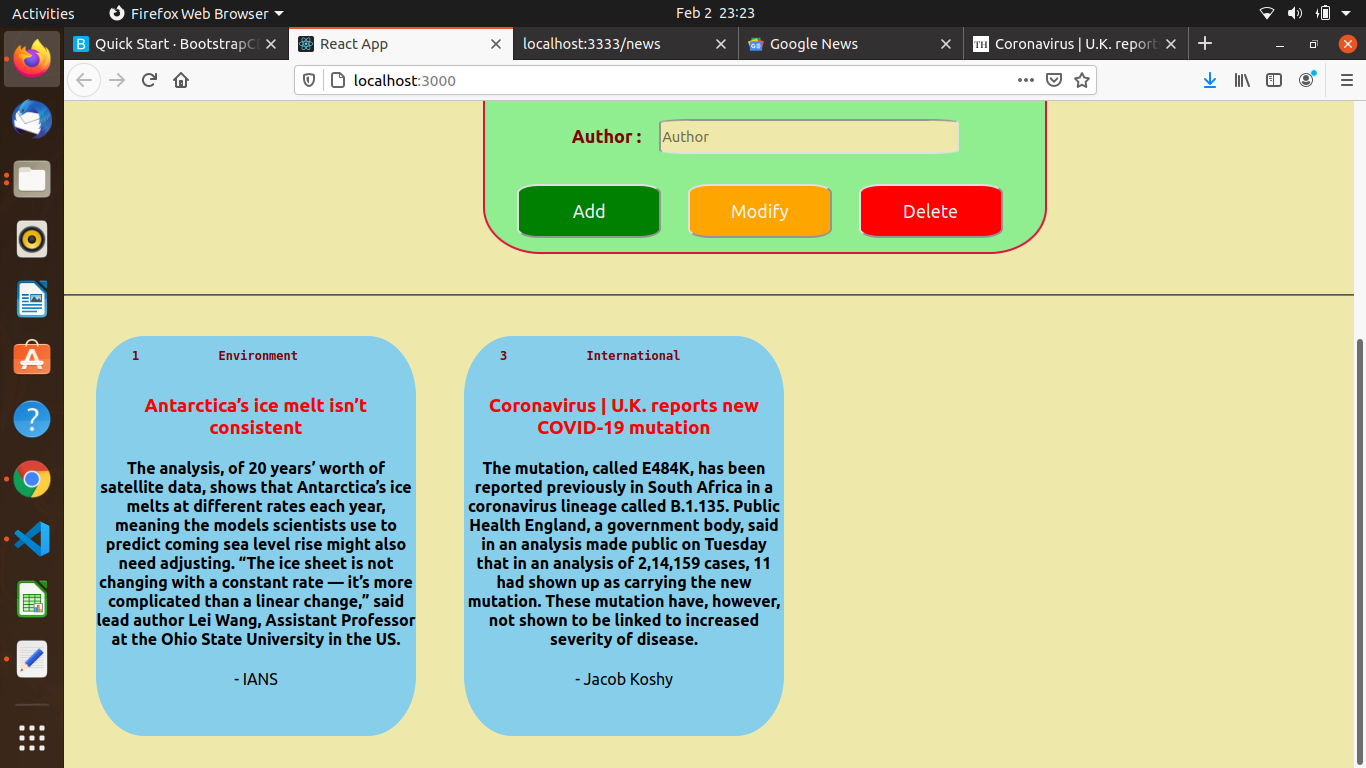 Activities Firefox Web Browser Feb 2 23:23
Quick Start · BootstrapC React App localhost:3333/news Google News Coronavirus | U.K. report
localhost:3000
Author : Author
Add Modify Delete
1 Environment
Antarctica’s ice melt isn’t
consistent
The analysis, of 20 years’ worth of
satellite data, shows that Antarctica’s ice
melts at different rates each year,
meaning the models scientists use to
predict coming sea level rise might also
need adjusting. “The ice sheet is not
changing with a constant rate — it’s more
complicated than a linear change,” said
lead author Lei Wang, Assistant Professor
at the Ohio State University in the US.
- IANS
3 International
Coronavirus | U.K. reports new
COVID-19 mutation
The mutation, called E484K, has been
reported previously in South Africa in a
coronavirus lineage called B.1.135. Public
Health England, a government body, said
in an analysis made public on Tuesday
that in an analysis of 2,14,159 cases, 11
had shown up as carrying the new
mutation. These mutation have, however,
not shown to be linked to increased
severity of disease.
- Jacob Koshy